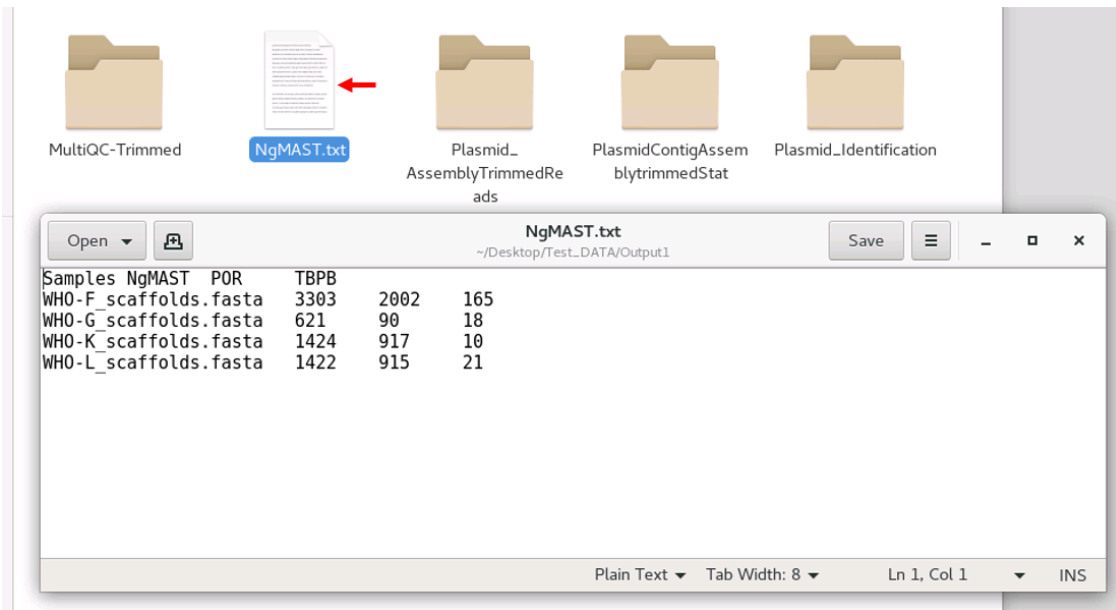 MultiQC-Trimmed
NgMAST.txt
Plasmid_
AssemblyTrimmedRe
ads
PlasmidContigAssem
blytrimmedStat
Plasmid_Identification
Open
NgMAST.txt
~/Desktop/Test_DATA/Output1
Save
Samples NgMAST POR TBPB
WHO-F_scaffolds.fasta 3303 2002 165
WHO-G_scaffolds.fasta 621 90 18
WHO-K_scaffolds.fasta 1424 917 10
WHO-L_scaffolds.fasta 1422 915 21
Plain Text Tab Width: 8 Ln 1, Col 1 INS